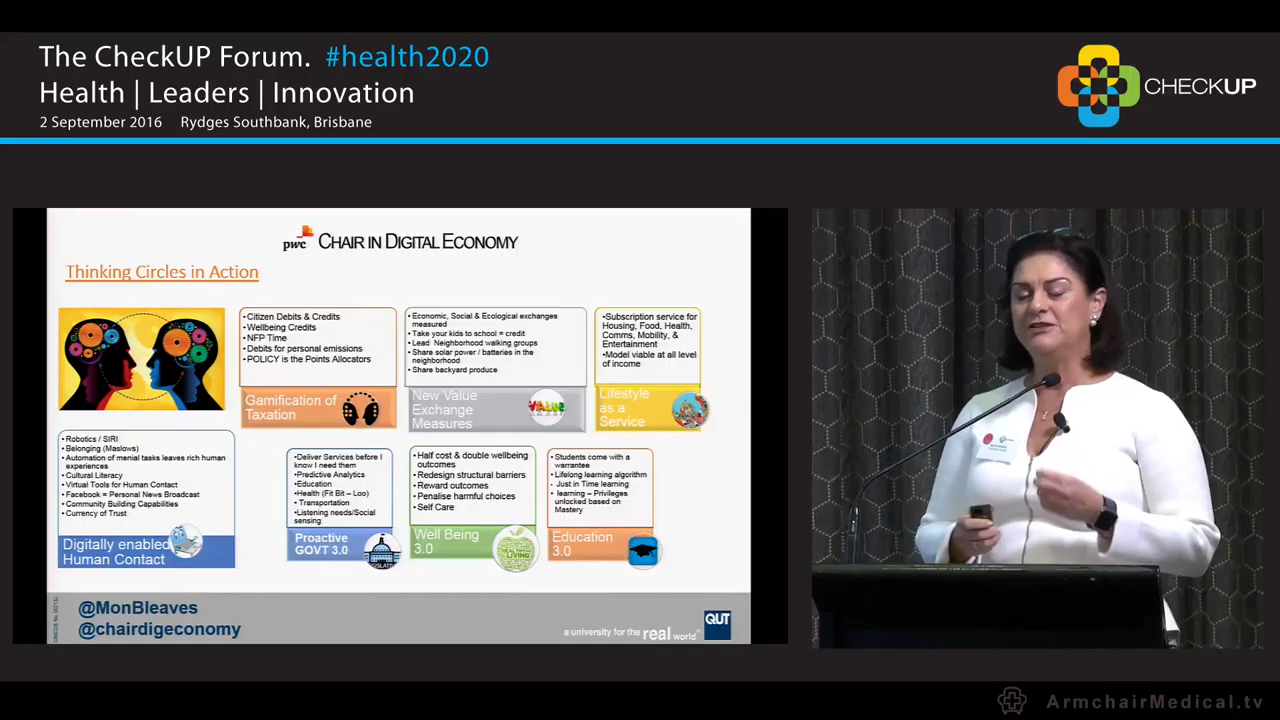 The CheckUP Forum. #health2020
Health | Leaders | Innovation
2 September 2016 Rydges Southbank, Brisbane
CHECKUP
pwc CHAIR IN DIGITAL ECONOMY
Thinking Circles in Action
•Citizen Debits & Credits
•Wellbeing Credits
•NFP Time
•Debits for personal emissions
•POLICY is the Points Allocators
Gamification of
Taxation
•Economic, Social & Ecological exchanges
measured
•Take your kids to school = credit
•Lead Neighborhood walking groups
•Share solar power / batteries in the
neighborhood
•Share backyard produce
New Value
Exchange
Measures
VALUE
•Subscription service for
Housing, Food, Health,
Comms, Mobility, &
Entertainment
•Model viable at all level
of income
Lifestyle
as a
Service
•Robotics / SIRI
•Belonging (Maslows)
•Automation of menial tasks leaves rich human
experiences
•Cultural Literacy
•Virtual Tools for Human Contact
•Facebook = Personal News Broadcast
•Community Building Capabilities
•Currency of Trust
Digitally enabled
Human Contact
•Deliver Services before I
know I need them
•Predictive Analytics
•Education
•Health (Fit Bit – Loo)
•Transportation
•Listening needs/Social
sensing
Proactive
GOVT 3.0
•Half cost & double wellbeing
outcomes
•Redesign structural barriers
•Reward outcomes
•Penalise harmful choices
•Self Care
Well Being
3.0
HEALTHY
LIVING
•Students come with a
warrantee
•Lifelong learning algorithm
•Just in Time learning
•learning – Privileges
unlocked based on
Mastery
Education
3.0
@MonBleaves
@chairdigeconomy
a university for the real world
QUT
ArmchairMedical.tv